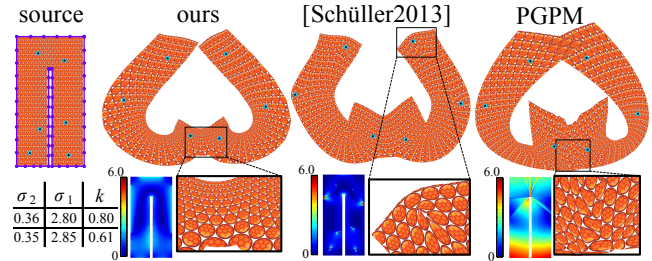 source ours [Schüller2013] PGPM
6.0 6.0 6.0
σ₂ σ₁ k
0.36 2.80 0.80
0.35 2.85 0.61
0 0 0